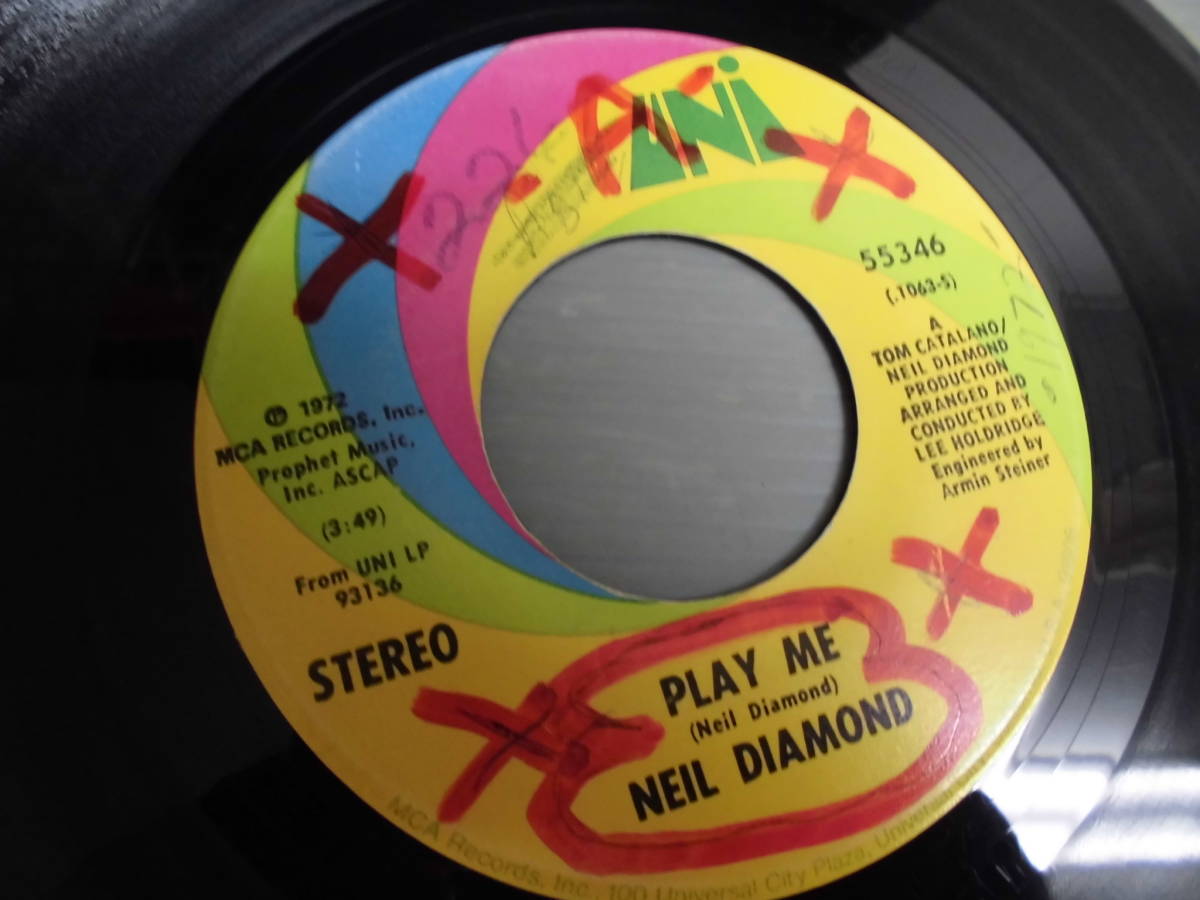 UNI
221
55346
(.1063-S)
A
TOM CATALANO/
NEIL DIAMOND
PRODUCTION
ARRANGED AND
CONDUCTED BY
LEE HOLDRIDGE
Engineered by
Armin Steiner
℗ 1972
MCA RECORDS, Inc.
Prophet Music,
Inc. ASCAP
(3:49)
From UNI LP
93136
STEREO
PLAY ME
(Neil Diamond)
NEIL DIAMOND
MCA Records, Inc., 100 Universal City Plaza,